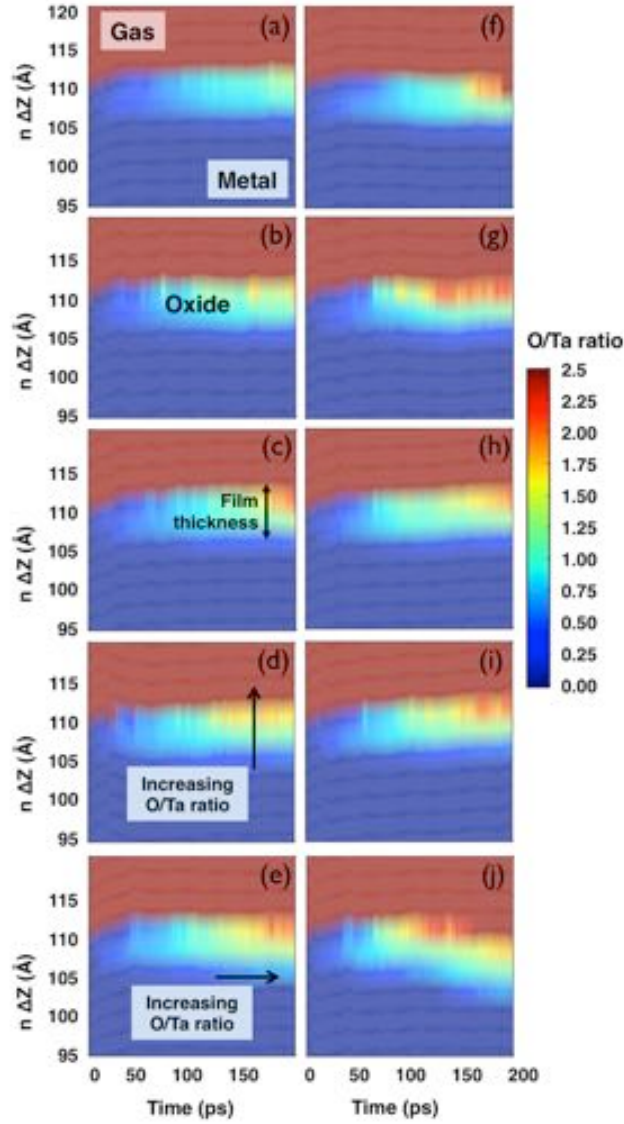 120
n ΔZ (Å)
115
110
105
100
95
Gas
(a)
Metal
(f)
n ΔZ (Å)
115
110
105
100
95
(b)
Oxide
(g)
n ΔZ (Å)
115
110
105
100
95
(c)
Film
thickness
(h)
n ΔZ (Å)
115
110
105
100
95
(d)
Increasing
O/Ta ratio
(i)
n ΔZ (Å)
115
110
105
100
95
(e)
Increasing
O/Ta ratio
(j)
0 50 100 150
0 50 100 150 200
Time (ps) Time (ps)
O/Ta ratio
2.5
2.25
2.00
1.75
1.50
1.25
1.00
0.75
0.50
0.25
0.00